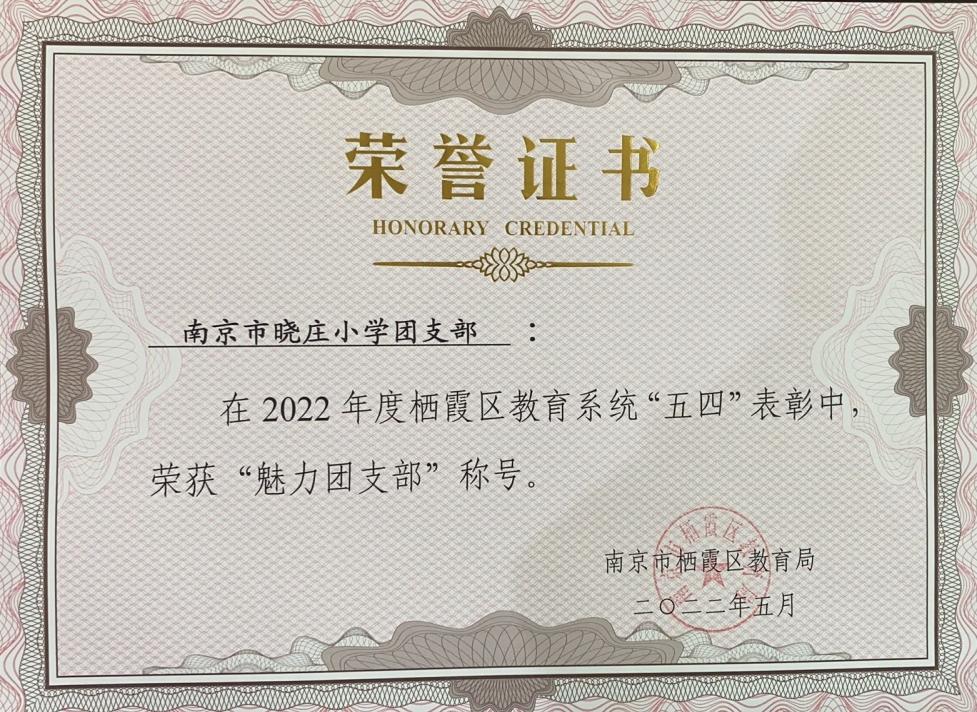 荣誉证书
HONORARY CREDENTIAL
南京市晓庄小学团支部：
在2022年度栖霞区教育系统“五四”表彰中，
荣获“魅力团支部”称号。
南京市栖霞区教育局
二〇二二年五月